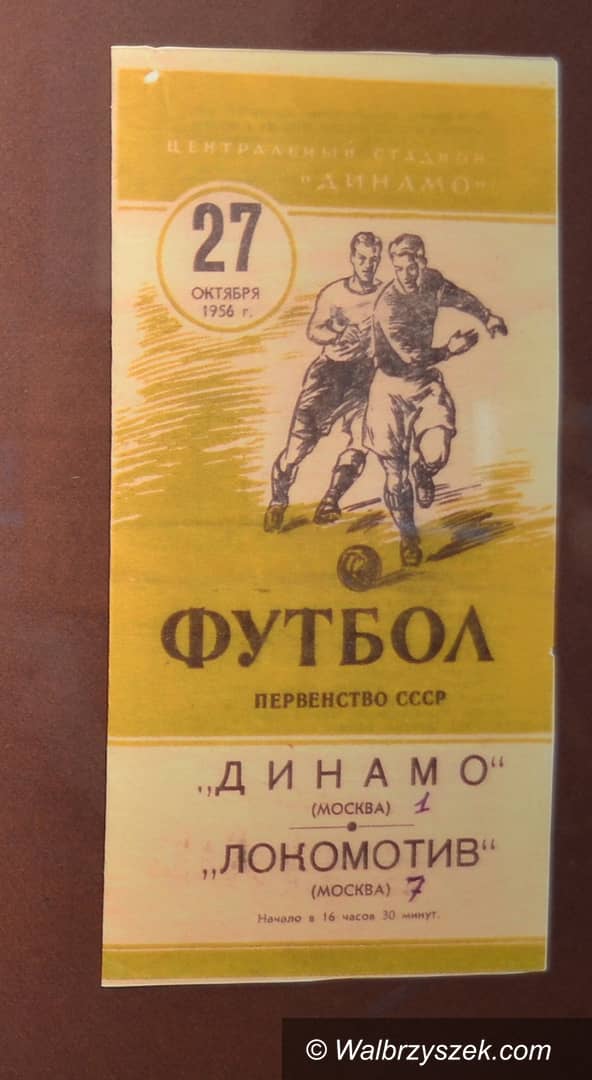 ЦЕНТРАЛЬНЫЙ СТАДИОН
„ДИНАМО“
27
ОКТЯБРЯ
1956 г.
ФУТБОЛ
ПЕРВЕНСТВО СССР
„ДИНАМО“
(МОСКВА) 1
„ЛОКОМОТИВ“
(МОСКВА) 7
Начало в 16 часов 30 минут.
© Walbrzyszek.com